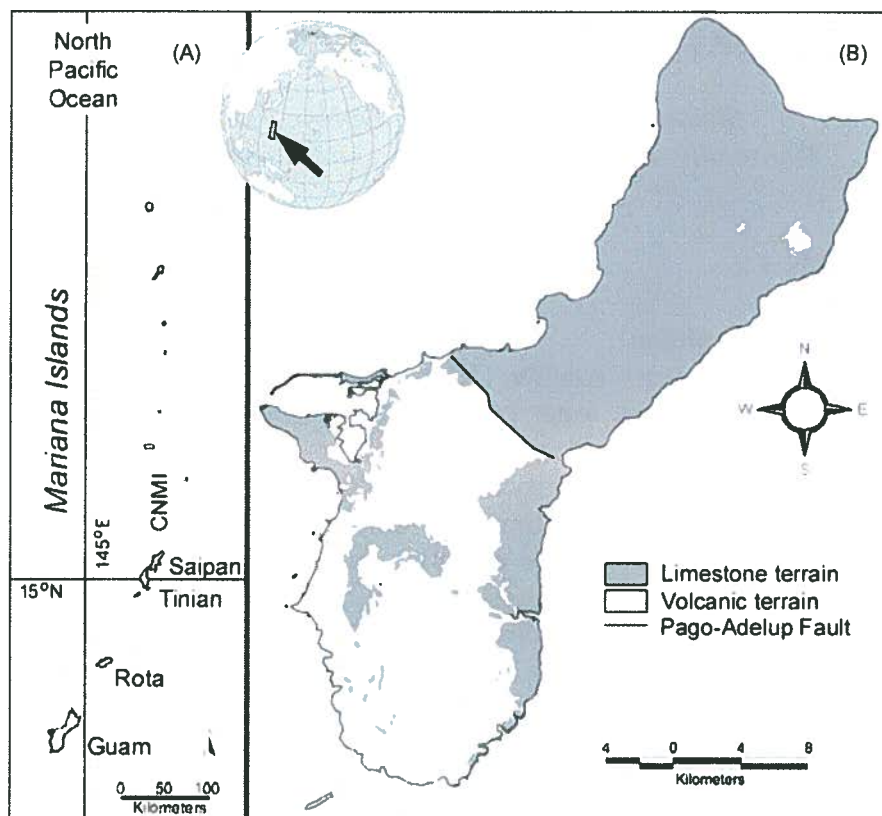 North
Pacific
Ocean
(A)
(B)
Mariana Islands
CNMI
145°E
15°N
Saipan
Tinian
Rota
Guam
0 50 100
Kilometers
N
W E
S
Limestone terrain
Volcanic terrain
Pago-Adelup Fault
4 0 4 8
Kilometers